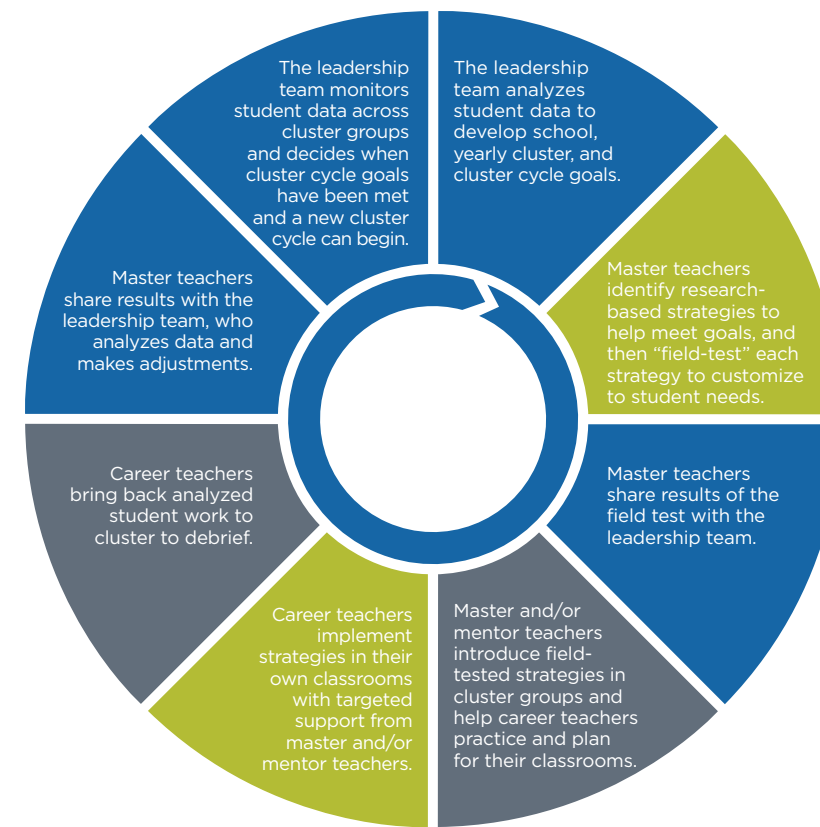 The leadership
team analyzes
student data to
develop school,
yearly cluster, and
cluster cycle goals.
Master teachers
identify research-
based strategies to
help meet goals, and
then “field-test” each
strategy to customize
to student needs.
Master teachers
share results of the
field test with the
leadership team.
Master and/or
mentor teachers
introduce field-
tested strategies in
cluster groups and
help career teachers
practice and plan
for their classrooms.
Career teachers
implement
strategies in their
own classrooms
with targeted
support from
master and/or
mentor teachers.
Career teachers
bring back analyzed
student work to
cluster to debrief.
Master teachers
share results with the
leadership team, who
analyzes data and
makes adjustments.
The leadership
team monitors
student data across
cluster groups
and decides when
cluster cycle goals
have been met
and a new cluster
cycle can begin.